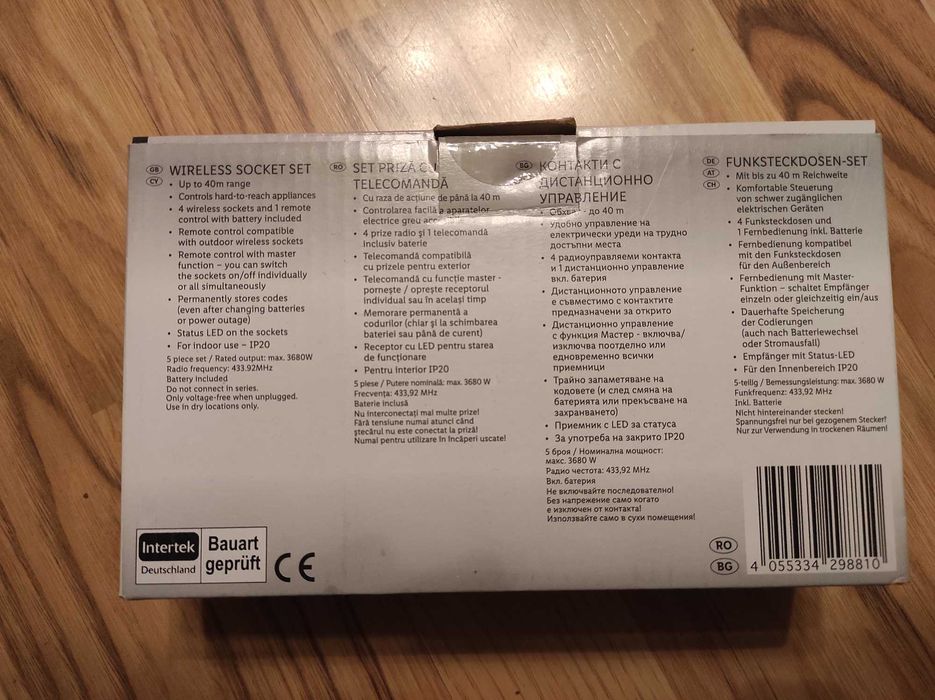 GB
CY
WIRELESS SOCKET SET
• Up to 40m range
• Controls hard-to-reach appliances
• 4 wireless sockets and 1 remote
control with battery included
• Remote control compatible
with outdoor wireless sockets
• Remote control with master
function – you can switch
the sockets on/off individually
or all simultaneously
• Permanently stores codes
(even after changing batteries
or power outage)
• Status LED on the sockets
• For indoor use – IP20
5 piece set / Rated output: max. 3680W
Radio frequency: 433.92MHz
Battery included
Do not connect in series.
Only voltage-free when unplugged.
Use in dry locations only.
RO
SET PRIZĂ CU
TELECOMANDĂ
• Cu raza de acțiune de până la 40 m
• Controlarea facilă a aparatelor
electrice greu
• 4 prize radio și 1 telecomandă
inclusiv baterie
• Telecomandă compatibilă
cu prizele pentru exterior
• Telecomandă cu funcție master -
pornește / oprește receptorul
individual sau în același timp
• Memorare permanentă a
codurilor (chiar și la schimbarea
bateriei sau până de curent)
• Receptor cu LED pentru starea
de funcționare
• Pentru interior IP20
5 piese / Putere nominală: max. 3680 W
Frecvența: 433,92 MHz
Baterie inclusă
Nu interconectați mai multe prize!
Fără tensiune numai atunci când
ștecărul nu este conectat la priză!
Numai pentru utilizare în încăperi uscate!
BG
КОНТАКТИ С
ДИСТАНЦИОННО
УПРАВЛЕНИЕ
• Обхват - до 40 m
• Удобно управление на
електрически уреди на трудно
достъпни места
• 4 радиоуправляеми контакта
и 1 дистанционно управление
вкл. батерия
• Дистанционното управление
е съвместимо с контактите
предназначени за открито
• Дистанционно управление
с функция Мастер - включва/
изключва поотделно или
едновременно всички
приемници
• Трайно запаметяване на
кодовете (и след смяна на
батерията или прекъсване на
захранването)
• Приемник с LED за статуса
• За употреба на закрито IP20
5 броя / Номинална мощност:
макс. 3680 W
Радио честота: 433,92 MHz
Вкл. батерия
Не включвайте последователно!
Без напрежение само когато
е изключен от контакта!
Използвайте само в сухи помещения!
DE
AT
CH
FUNKSTECKDOSEN-SET
• Mit bis zu 40 m Reichweite
• Komfortable Steuerung
von schwer zugänglichen
elektrischen Geräten
• 4 Funksteckdosen und
1 Fernbedienung inkl. Batterie
• Fernbedienung kompatibel
mit den Funksteckdosen
für den Außenbereich
• Fernbedienung mit Master-
Funktion – schaltet Empfänger
einzeln oder gleichzeitig ein/aus
• Dauerhafte Speicherung
der Codierungen
(auch nach Batteriewechsel
oder Stromausfall)
• Empfänger mit Status-LED
• Für den Innenbereich IP20
5-teilig / Bemessungsleistung: max. 3680 W
Funkfrequenz: 433,92 MHz
Inkl. Batterie
Nicht hintereinander stecken!
Spannungsfrei nur bei gezogenem Stecker!
Nur zur Verwendung in trockenen Räumen!
Intertek
Deutschland
Bauart
geprüft
CE
RO
BG
4 055334 298810